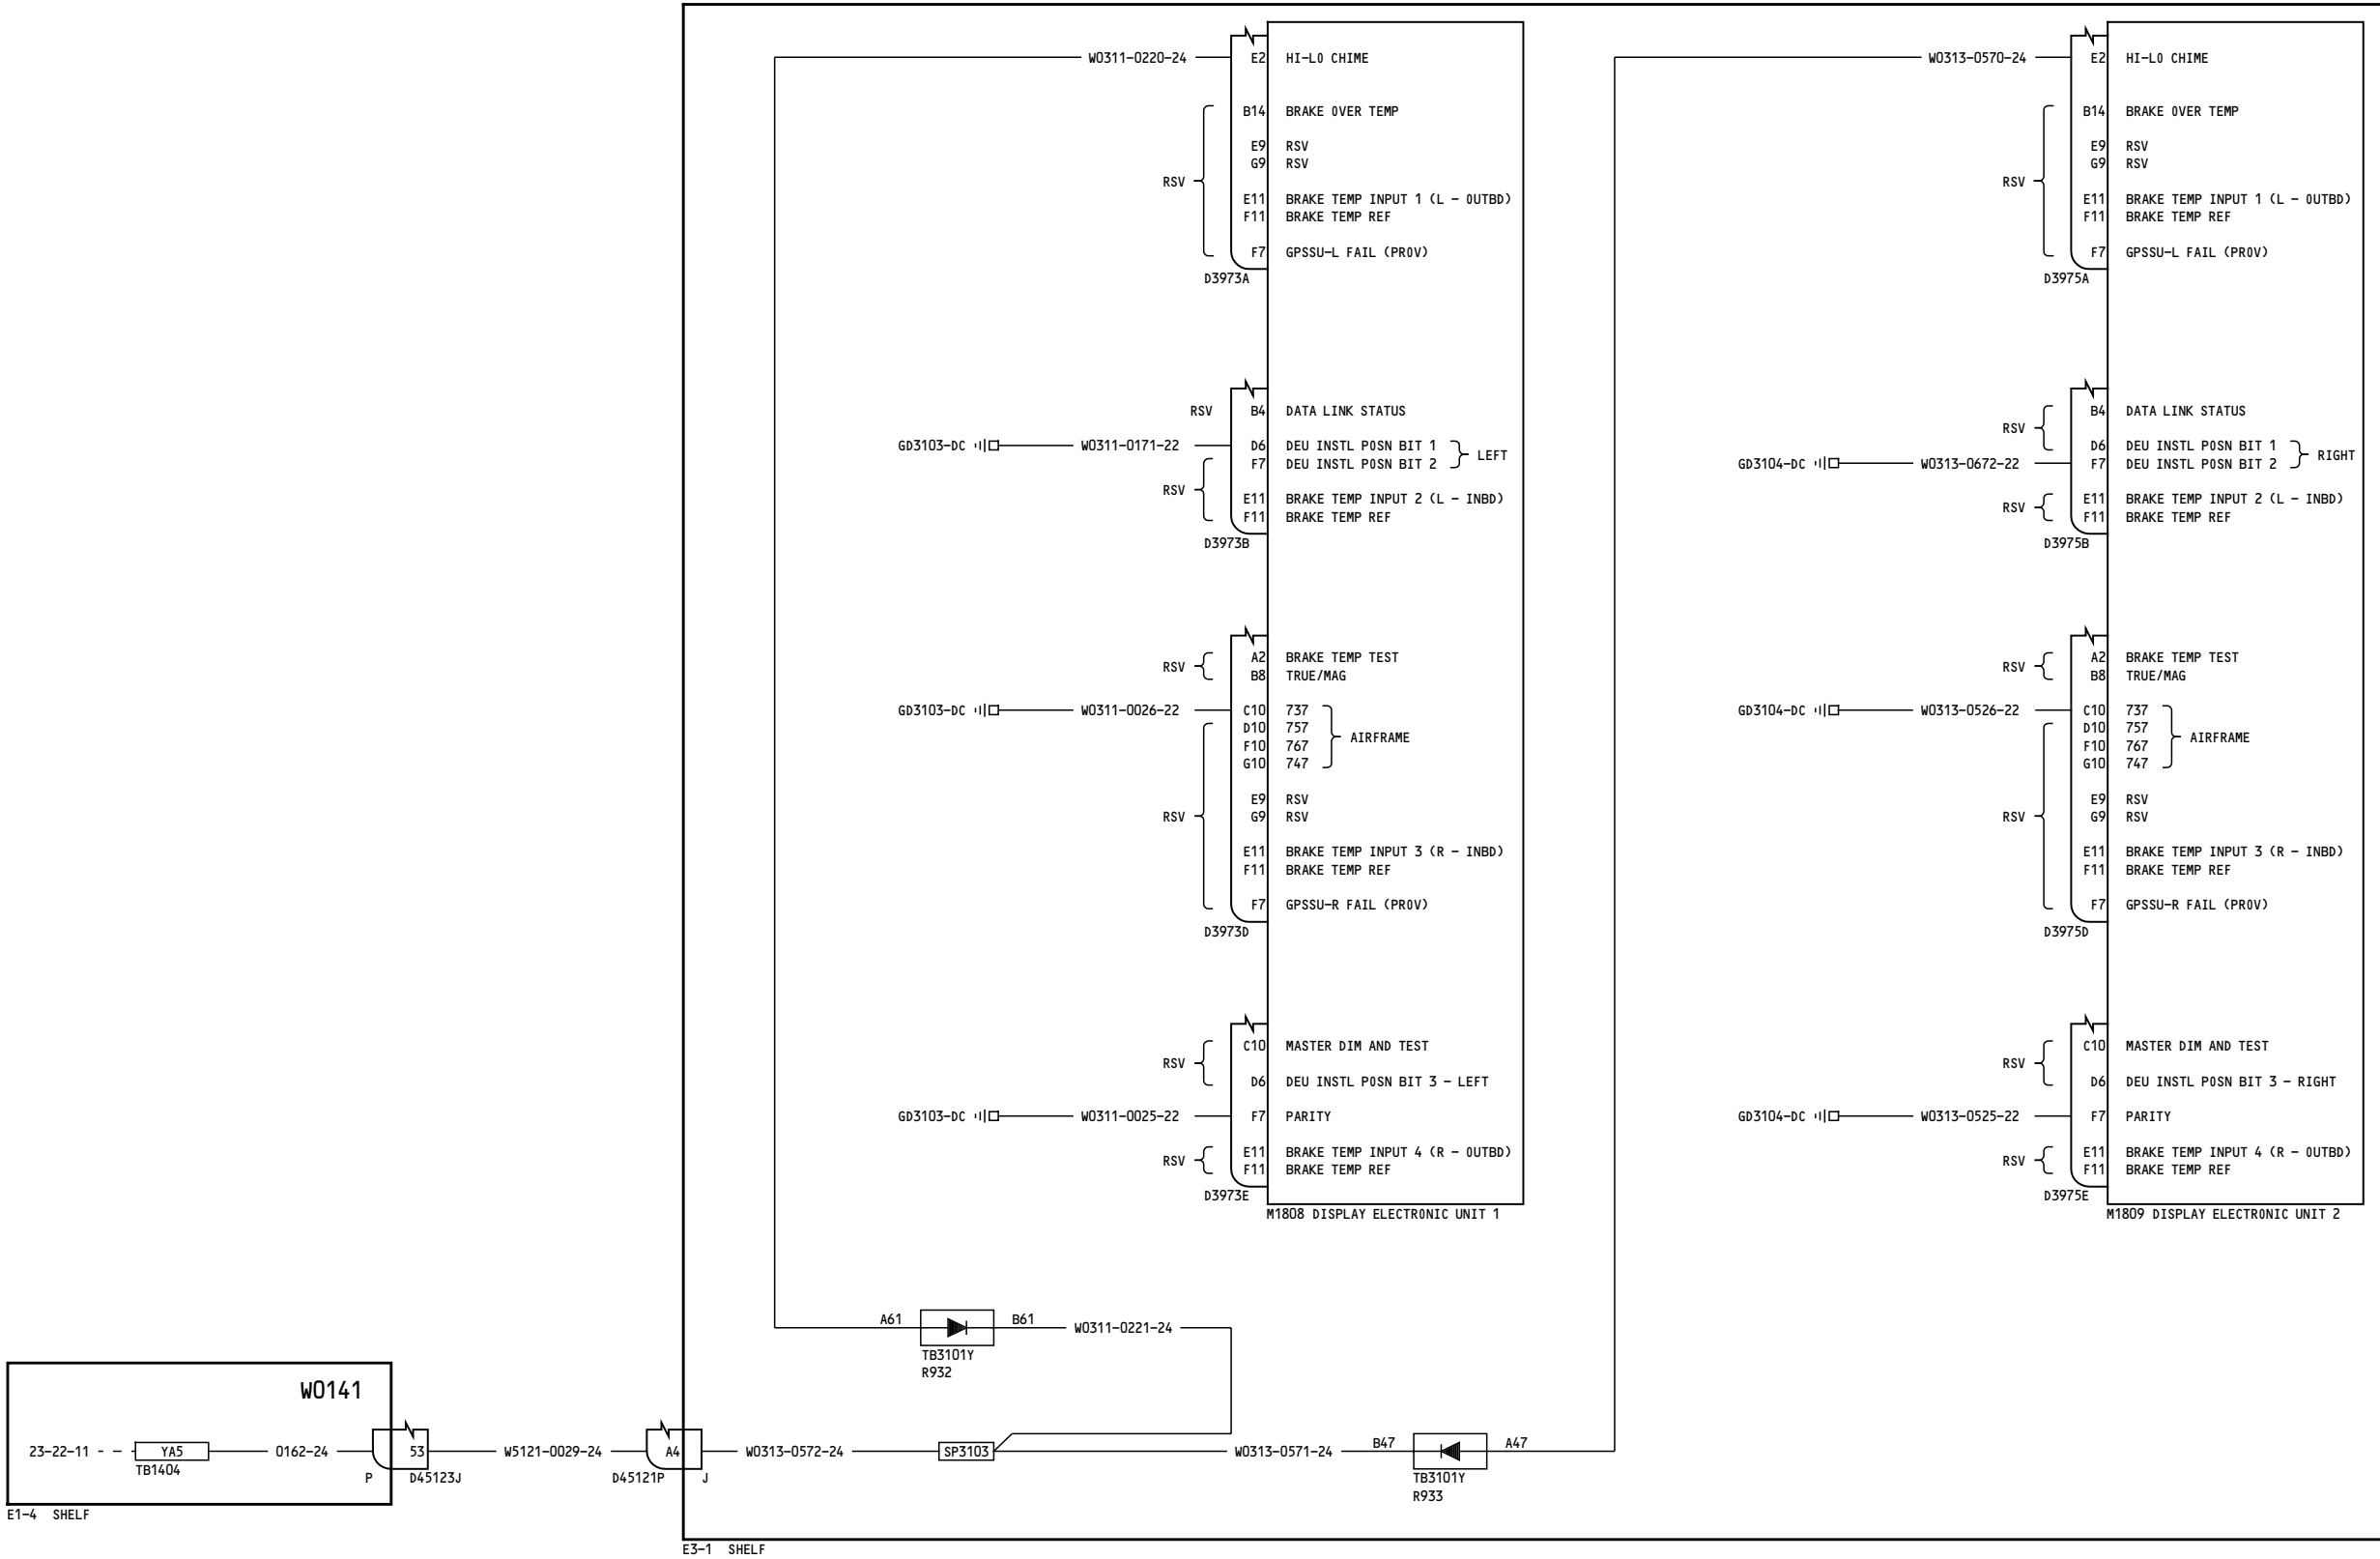 W0311-0220-24 E2 HI-LO CHIME
B14 BRAKE OVER TEMP
E9 RSV
G9 RSV
RSV
E11 BRAKE TEMP INPUT 1 (L - OUTBD)
F11 BRAKE TEMP REF
F7 GPSSU-L FAIL (PROV)
D3973A
RSV B4 DATA LINK STATUS
GD3103-DC W0311-0171-22 D6 DEU INSTL POSN BIT 1
LEFT
F7 DEU INSTL POSN BIT 2
RSV
E11 BRAKE TEMP INPUT 2 (L - INBD)
F11 BRAKE TEMP REF
D3973B
A2 BRAKE TEMP TEST
RSV
B8 TRUE/MAG
GD3103-DC W0311-0026-22 C10 737
D10 757
AIRFRAME
F10 767
G10 747
E9 RSV
RSV G9 RSV
E11 BRAKE TEMP INPUT 3 (R - INBD)
F11 BRAKE TEMP REF
F7 GPSSU-R FAIL (PROV)
D3973D
C10 MASTER DIM AND TEST
RSV
D6 DEU INSTL POSN BIT 3 - LEFT
GD3103-DC W0311-0025-22 F7 PARITY
E11 BRAKE TEMP INPUT 4 (R - OUTBD)
RSV
F11 BRAKE TEMP REF
D3973E
M1808 DISPLAY ELECTRONIC UNIT 1
W0313-0570-24 E2 HI-LO CHIME
B14 BRAKE OVER TEMP
E9 RSV
G9 RSV
RSV
E11 BRAKE TEMP INPUT 1 (L - OUTBD)
F11 BRAKE TEMP REF
F7 GPSSU-L FAIL (PROV)
D3975A
B4 DATA LINK STATUS
RSV
D6 DEU INSTL POSN BIT 1
RIGHT
GD3104-DC W0313-0672-22 F7 DEU INSTL POSN BIT 2
E11 BRAKE TEMP INPUT 2 (L - INBD)
RSV
F11 BRAKE TEMP REF
D3975B
A2 BRAKE TEMP TEST
RSV
B8 TRUE/MAG
GD3104-DC W0313-0526-22 C10 737
D10 757
AIRFRAME
F10 767
G10 747
E9 RSV
RSV G9 RSV
E11 BRAKE TEMP INPUT 3 (R - INBD)
F11 BRAKE TEMP REF
F7 GPSSU-R FAIL (PROV)
D3975D
C10 MASTER DIM AND TEST
RSV
D6 DEU INSTL POSN BIT 3 - RIGHT
GD3104-DC W0313-0525-22 F7 PARITY
E11 BRAKE TEMP INPUT 4 (R - OUTBD)
RSV
F11 BRAKE TEMP REF
D3975E
M1809 DISPLAY ELECTRONIC UNIT 2
A61 B61 W0311-0221-24
TB3101Y
R932
W0141
23-22-11 YA5 0162-24 53 W5121-0029-24 A4 W0313-0572-24 SP3103 W0313-0571-24 B47 A47
TB1404 P D45123J D45121P J TB3101Y
R933
E1-4 SHELF
E3-1 SHELF